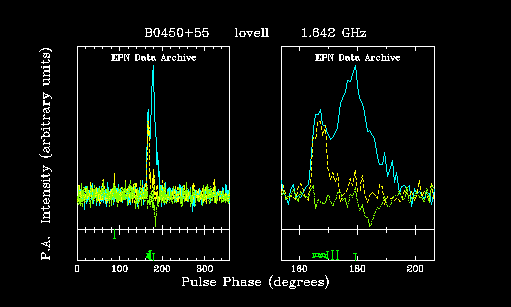 B0450+55 lovell 1.642 GHz
EPN Data Archive EPN Data Archive
P.A. Intensity (arbitrary units)
0 100 200 300 160 180 200
Pulse Phase (degrees)